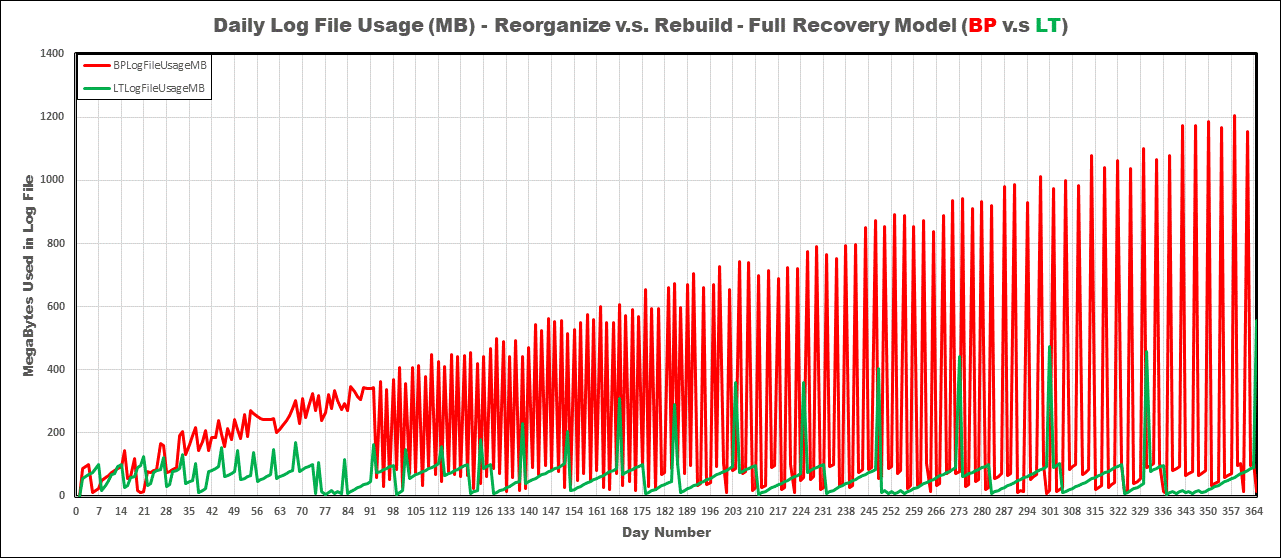 Daily Log File Usage (MB) - Reorganize v.s. Rebuild - Full Recovery Model (BP v.s LT)
BPLogFileUsageMB
LTLogFileUsageMB
MegaBytes Used in Log File
1400
1200
1000
800
600
400
200
0
0 7 14 21 28 35 42 49 56 63 70 77 84 91 98 105 112 119 126 133 140 147 154 161 168 175 182 189 196 203 210 217 224 231 238 245 252 259 266 273 280 287 294 301 308 315 322 329 336 343 350 357 364
Day Number